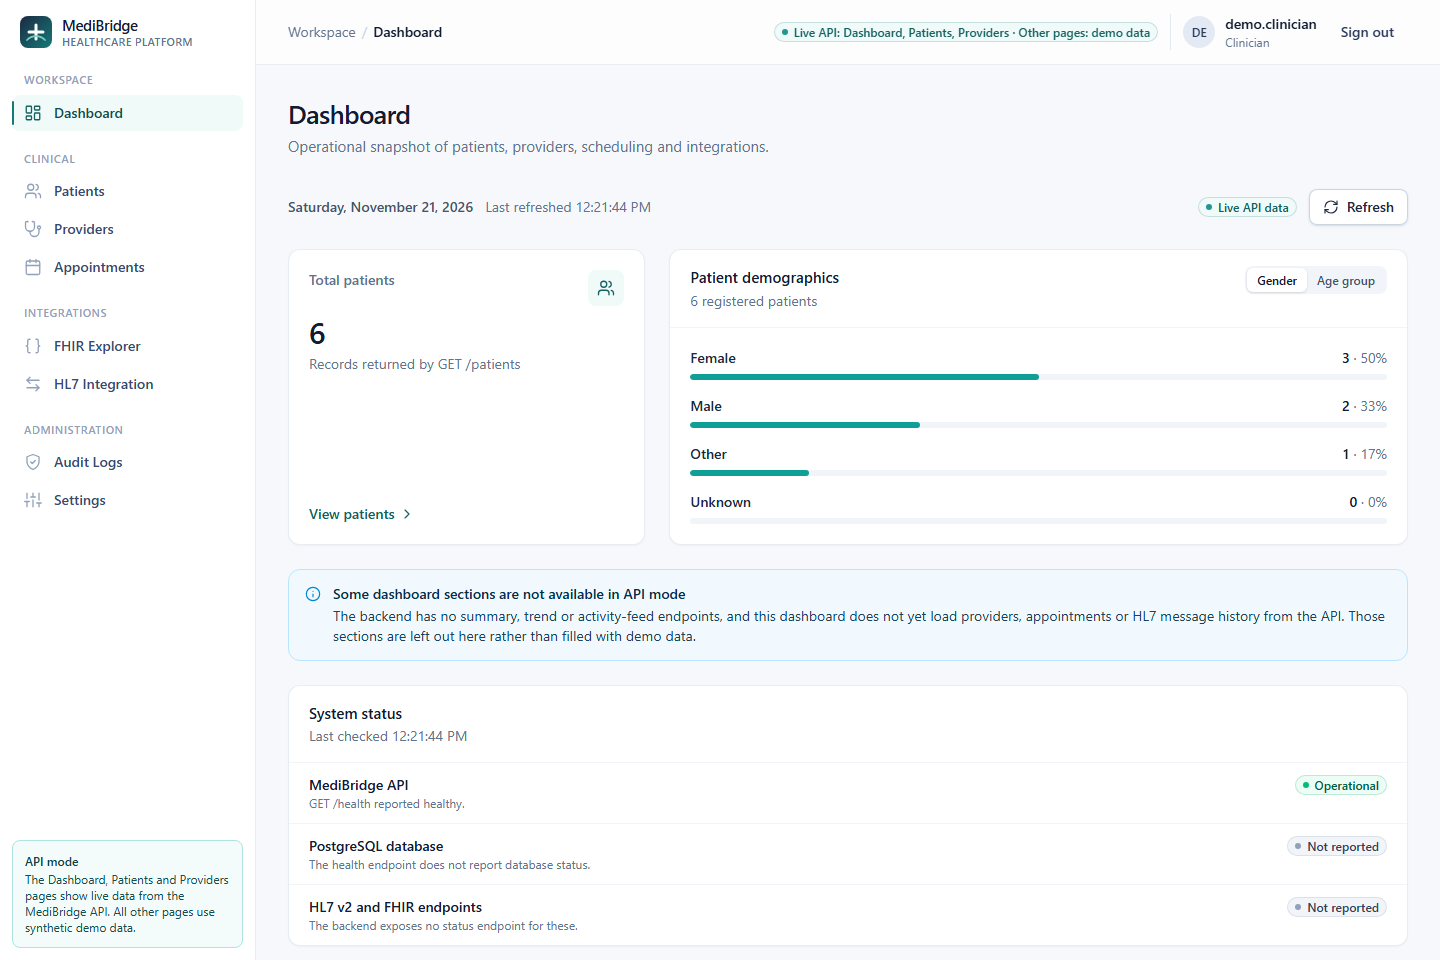 MediBridge
HEALTHCARE PLATFORM
WORKSPACE
Dashboard
CLINICAL
Patients
Providers
Appointments
INTEGRATIONS
FHIR Explorer
HL7 Integration
ADMINISTRATION
Audit Logs
Settings
API mode
The Dashboard, Patients and Providers
pages show live data from the
MediBridge API. All other pages use
synthetic demo data.
Workspace / Dashboard
Live API: Dashboard, Patients, Providers · Other pages: demo data
DE
demo.clinician
Clinician
Sign out
Dashboard
Operational snapshot of patients, providers, scheduling and integrations.
Saturday, November 21, 2026 Last refreshed 12:21:44 PM
Live API data
Refresh
Total patients
6
Records returned by GET /patients
View patients
Patient demographics
6 registered patients
Gender
Age group
Female 3 · 50%
Male 2 · 33%
Other 1 · 17%
Unknown 0 · 0%
Some dashboard sections are not available in API mode
The backend has no summary, trend or activity-feed endpoints, and this dashboard does not yet load providers, appointments or HL7 message history from the API. Those
sections are left out here rather than filled with demo data.
System status
Last checked 12:21:44 PM
MediBridge API
GET /health reported healthy.
Operational
PostgreSQL database
The health endpoint does not report database status.
Not reported
HL7 v2 and FHIR endpoints
The backend exposes no status endpoint for these.
Not reported